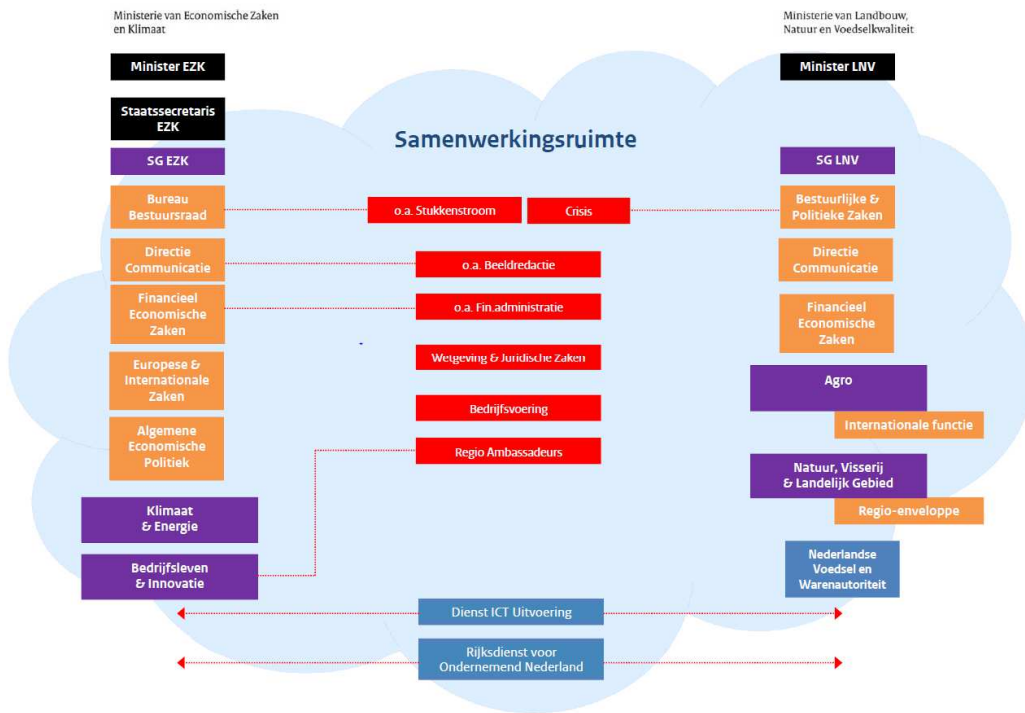 Ministerie van Economische Zaken
en Klimaat
Minister EZK
Staatssecretaris
EZK
SG EZK
Bureau
Bestuursraad
Directie
Communicatie
Financieel
Economische
Zaken
Europese &
Internationale
Zaken
Algemene
Economische
Politiek
Klimaat
& Energie
Bedrijfsleven
& Innovatie
Samenwerkingsruimte
o.a. Stukkenstroom
Crisis
o.a. Beeldredactie
o.a. Fin.administratie
Wetgeving & Juridische Zaken
Bedrijfsvoering
Regio Ambassadeurs
Dienst ICT Uitvoering
Rijksdienst voor
Ondernemend Nederland
Ministerie van Landbouw,
Natuur en Voedselkwaliteit
Minister LNV
SG LNV
Bestuurlijke &
Politieke Zaken
Directie
Communicatie
Financieel
Economische
Zaken
Agro
Internationale functie
Natuur, Visserij
& Landelijk Gebied
Regio-enveloppe
Nederlandse
Voedsel en
Warenautoriteit